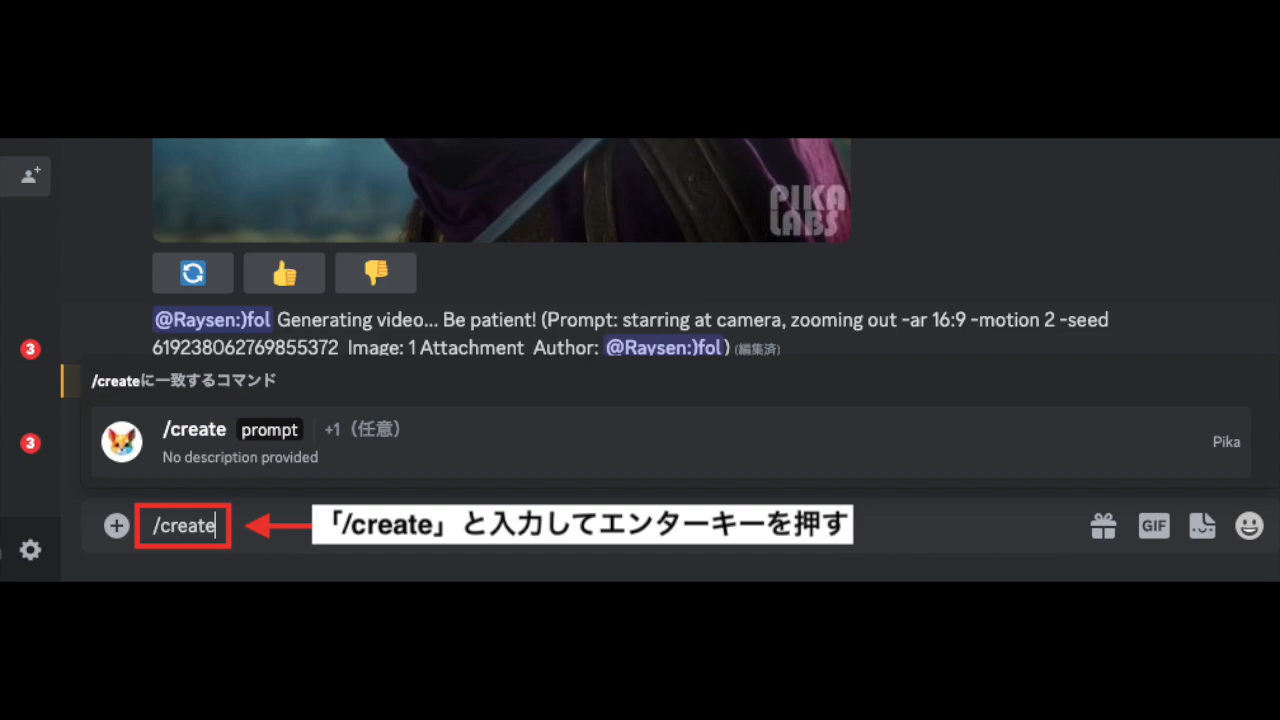 PIKA
LABS
@Raysen:)fol Generating video... Be patient! (Prompt: starring at camera, zooming out -ar 16:9 -motion 2 -seed
619238062769855372 Image: 1 Attachment Author: @Raysen:)fol) (編集済)
3
/createに一致するコマンド
/create prompt +1（任意）
3
Pika
No description provided
/create
「/create」と入力してエンターキーを押す
GIF